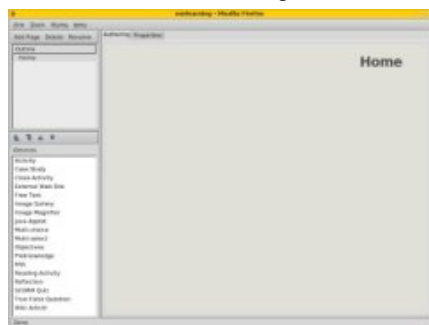 exelearning - Mozilla Firefox
File Tools Styles Help
Add Page Delete Rename
Authoring Properties
Outline
Home
Home
iDevices
Activity
Case Study
Cloze Activity
External Web Site
Free Text
Image Gallery
Image Magnifier
Java Applet
Multi-choice
Multi-select
Objectives
Preknowledge
RSS
Reading Activity
Reflection
SCORM Quiz
True-False Question
Wiki Article
Done